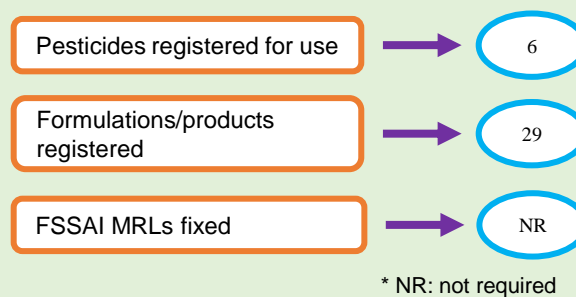 Pesticides registered for use
6
Formulations/products
registered
29
FSSAI MRLs fixed
NR
* NR: not required